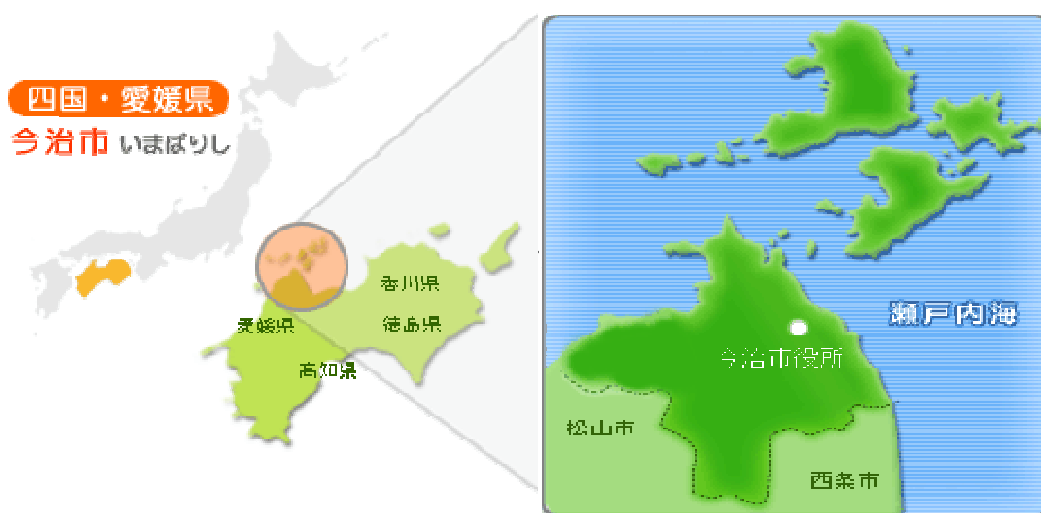 四国・愛媛県
今治市 いまばりし
香川県
愛媛県
徳島県
高知県
瀬戸内海
今治市役所
松山市
西条市